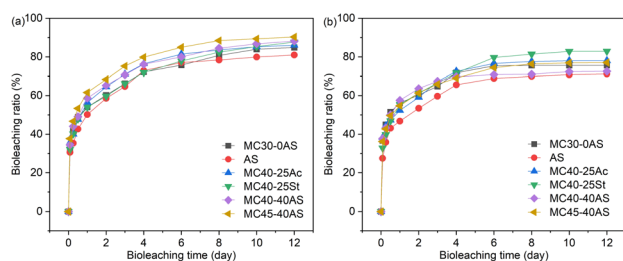 (a)
Bioleaching ratio (%)
100
80
60
40
20
0
0 2 4 6 8 10 12
Bioleaching time (day)
MC30-0AS
AS
MC40-25Ac
MC40-25St
MC40-40AS
MC45-40AS
(b)
Bioleaching ratio (%)
100
80
60
40
20
0
0 2 4 6 8 10 12
Bioleaching time (day)
MC30-0AS
AS
MC40-25Ac
MC40-25St
MC40-40AS
MC45-40AS